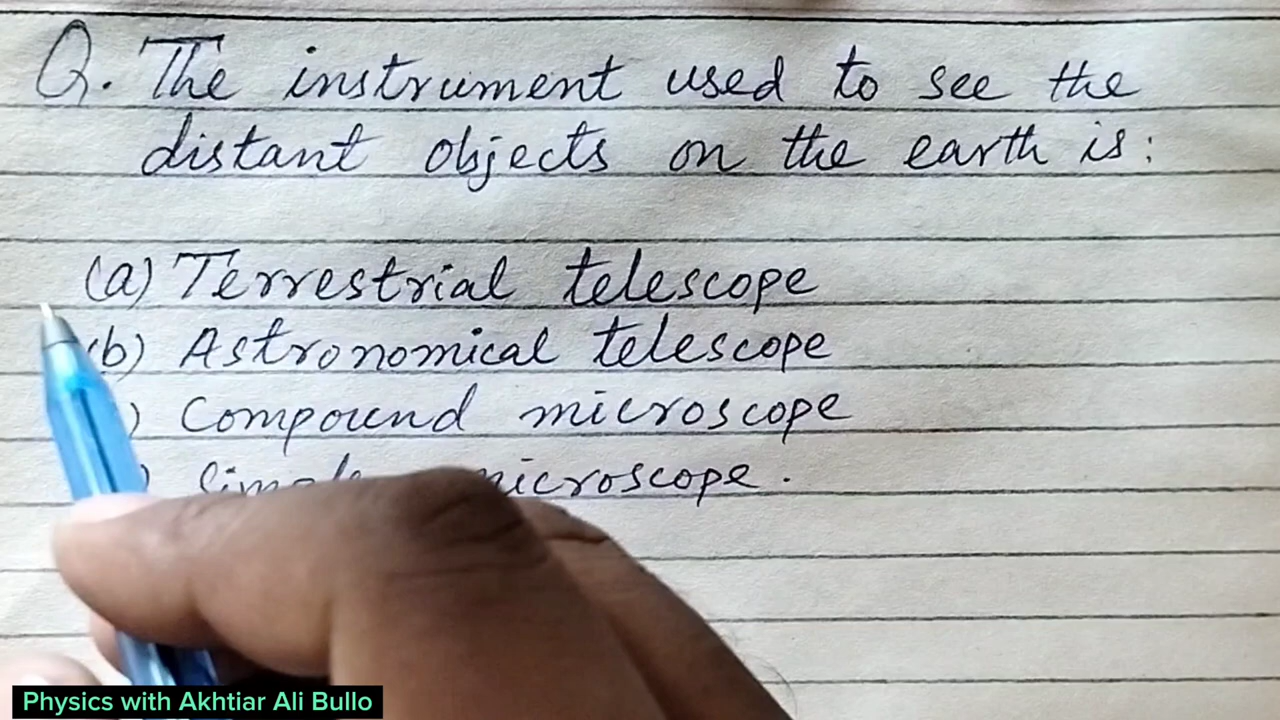 Q. The instrument used to see the
distant objects on the earth is:
(a) Terrestrial telescope
(b) Astronomical telescope
) Compound microscope
) microscope.
Physics with Akhtiar Ali Bullo